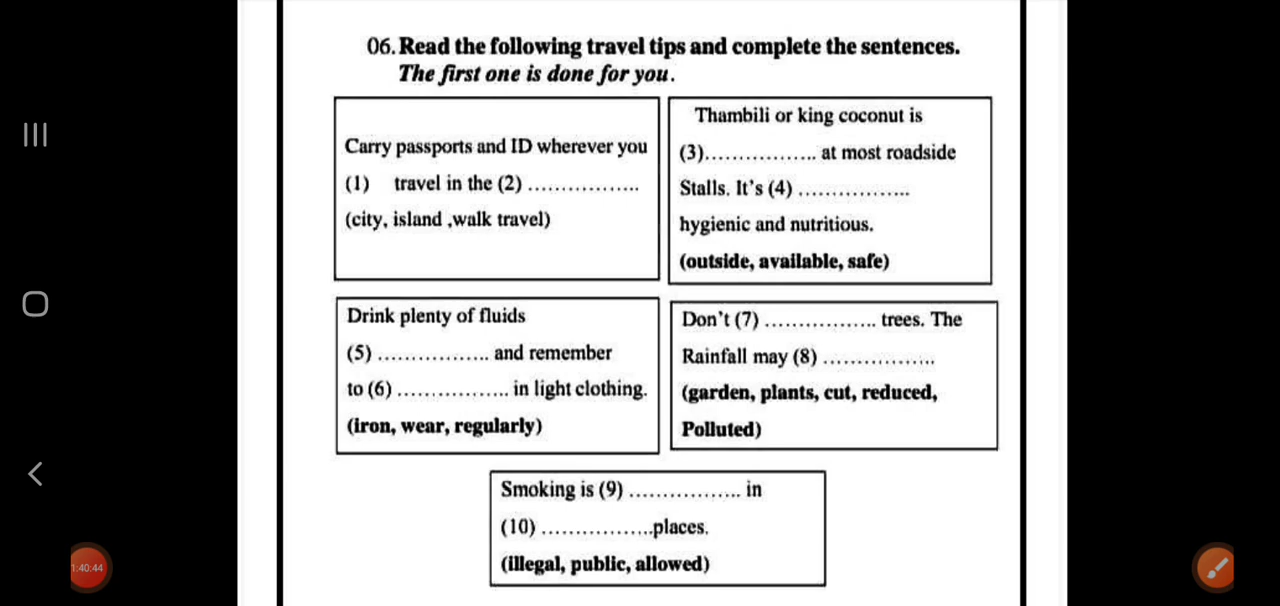 06. Read the following travel tips and complete the sentences.
The first one is done for you.
Carry passports and ID wherever you
(1) travel in the (2) .................
(city, island ,walk travel)
Thambili or king coconut is
(3)................. at most roadside
Stalls. It's (4) .................
hygienic and nutritious.
(outside, available, safe)
Drink plenty of fluids
(5) ................. and remember
to (6) ................. in light clothing.
(iron, wear, regularly)
Don't (7) ................. trees. The
Rainfall may (8) .................
(garden, plants, cut, reduced,
Polluted)
Smoking is (9) ................. in
(10) .................places.
(illegal, public, allowed)
1:40:44